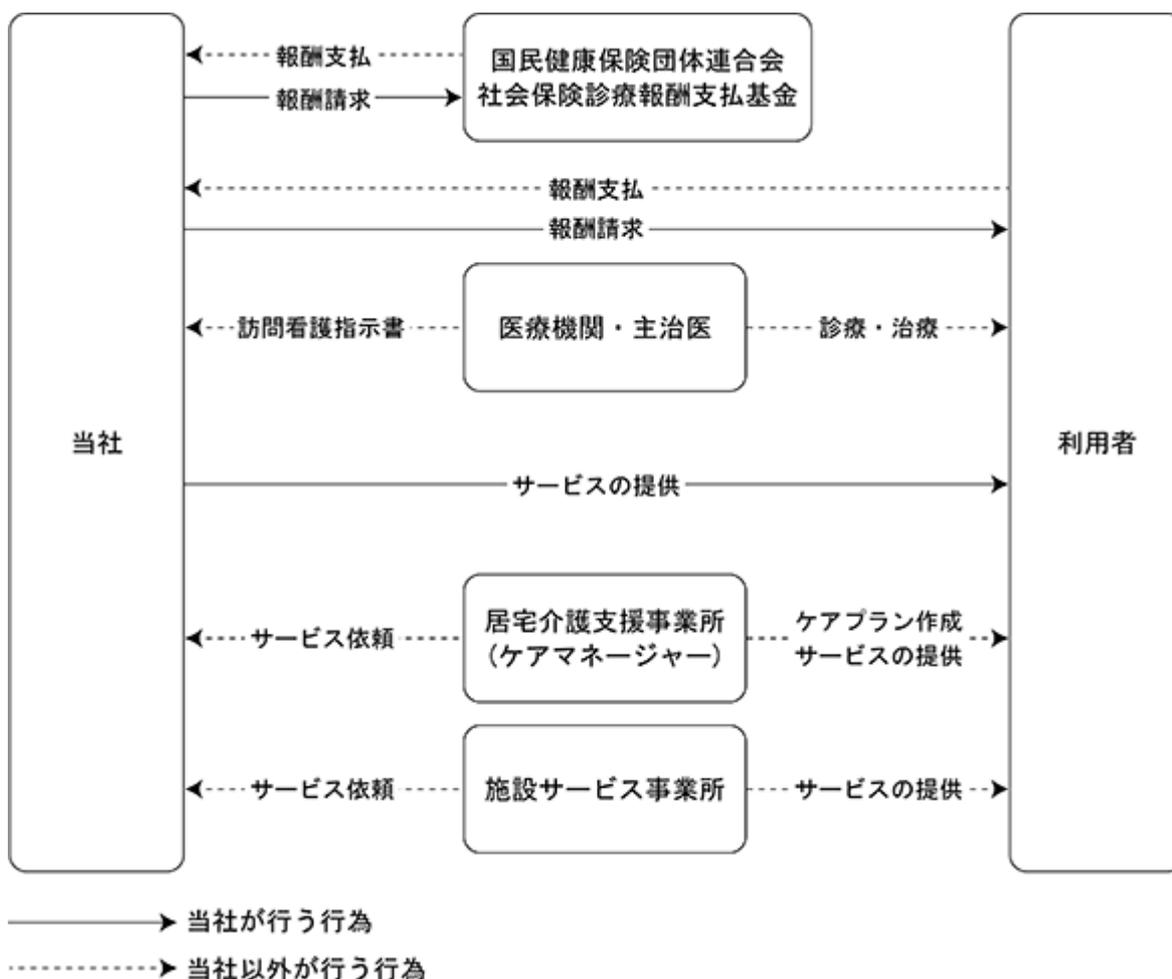 報酬支払
報酬請求
国民健康保険団体連合会
社会保険診療報酬支払基金
報酬支払
報酬請求
訪問看護指示書
医療機関・主治医
診療・治療
当社
利用者
サービスの提供
サービス依頼
居宅介護支援事業所
(ケアマネージャー)
ケアプラン作成
サービスの提供
サービス依頼
施設サービス事業所
サービスの提供
当社が行う行為
当社以外が行う行為